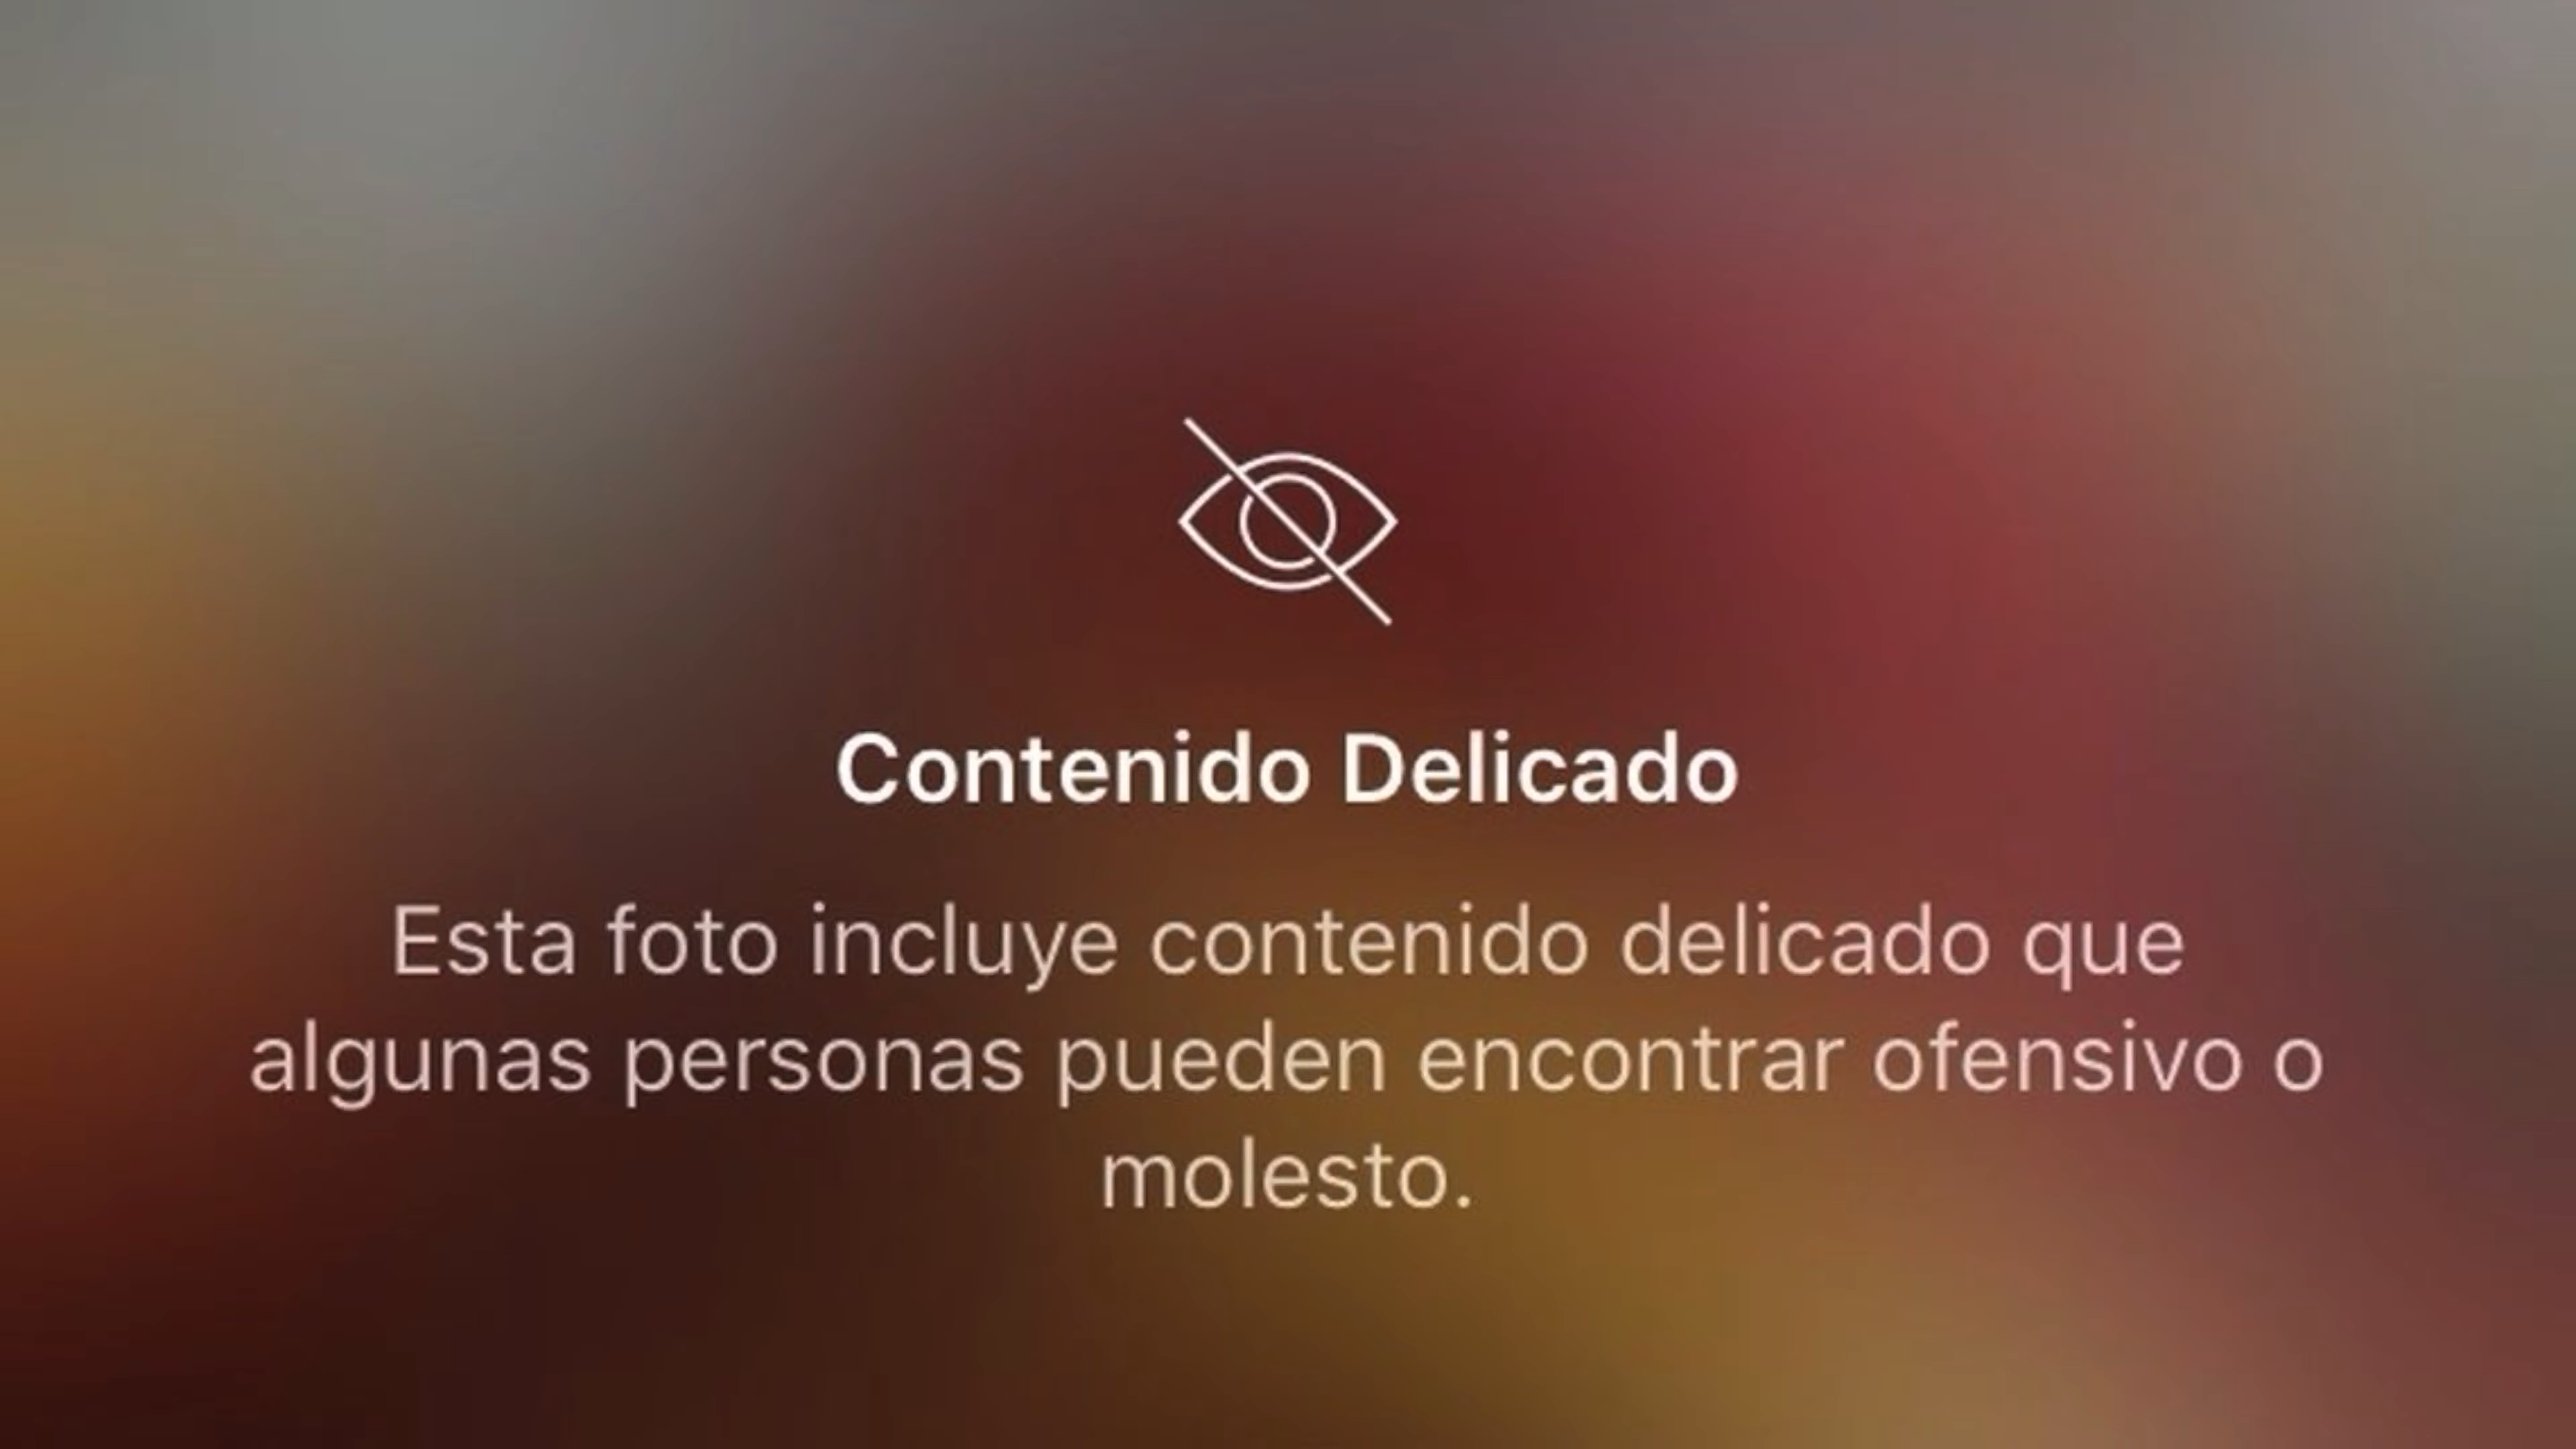 Contenido Delicado
Esta foto incluye contenido delicado que
algunas personas pueden encontrar ofensivo o
molesto.